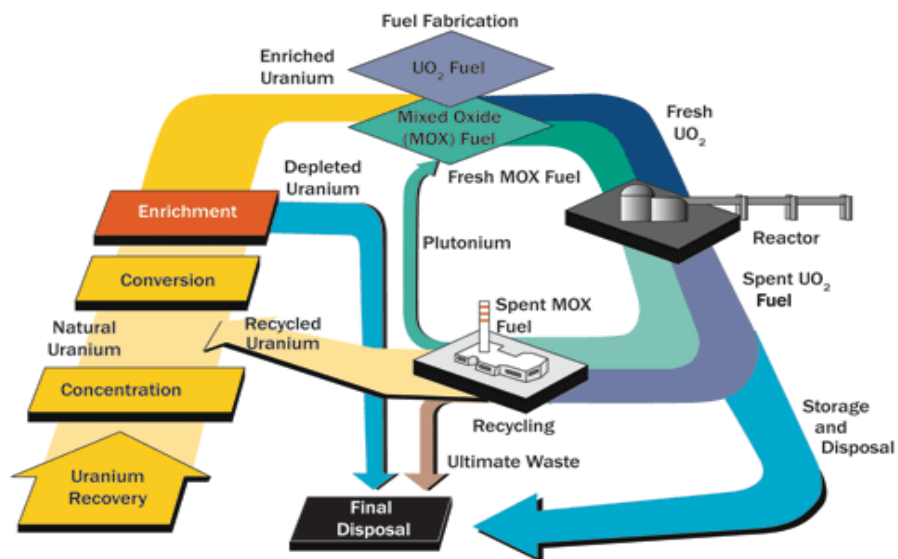 Fuel Fabrication
Enriched
Uranium
UO₂ Fuel
Mixed Oxide
(MOX) Fuel
Fresh
UO₂
Depleted
Uranium
Fresh MOX Fuel
Enrichment
Plutonium
Reactor
Conversion
Spent UO₂
Fuel
Natural
Uranium
Recycled
Uranium
Spent MOX
Fuel
Concentration
Recycling
Storage
and
Disposal
Uranium
Recovery
Ultimate Waste
Final
Disposal